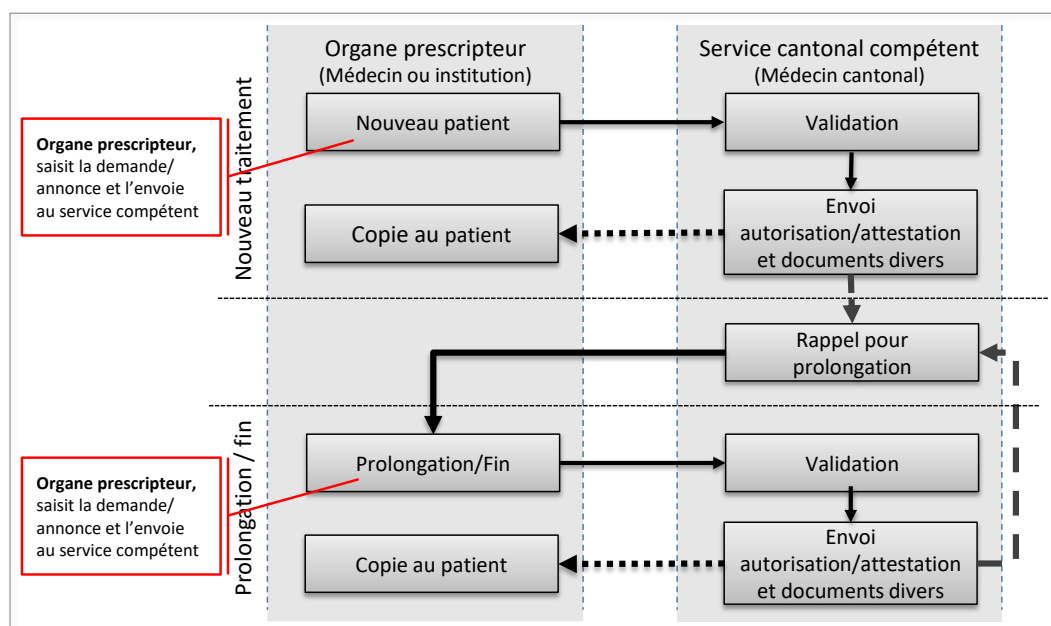 Organe prescripteur
(Médecin ou institution)
Service cantonal compétent
(Médecin cantonal)
Nouveau traitement
Organe prescripteur,
saisit la demande/
annonce et l'envoie
au service compétent
Nouveau patient
Validation
Copie au patient
Envoi
autorisation/attestation
et documents divers
Rappel pour
prolongation
Prolongation / fin
Organe prescripteur,
saisit la demande/
annonce et l'envoie
au service compétent
Prolongation/Fin
Validation
Copie au patient
Envoi
autorisation/attestation
et documents divers